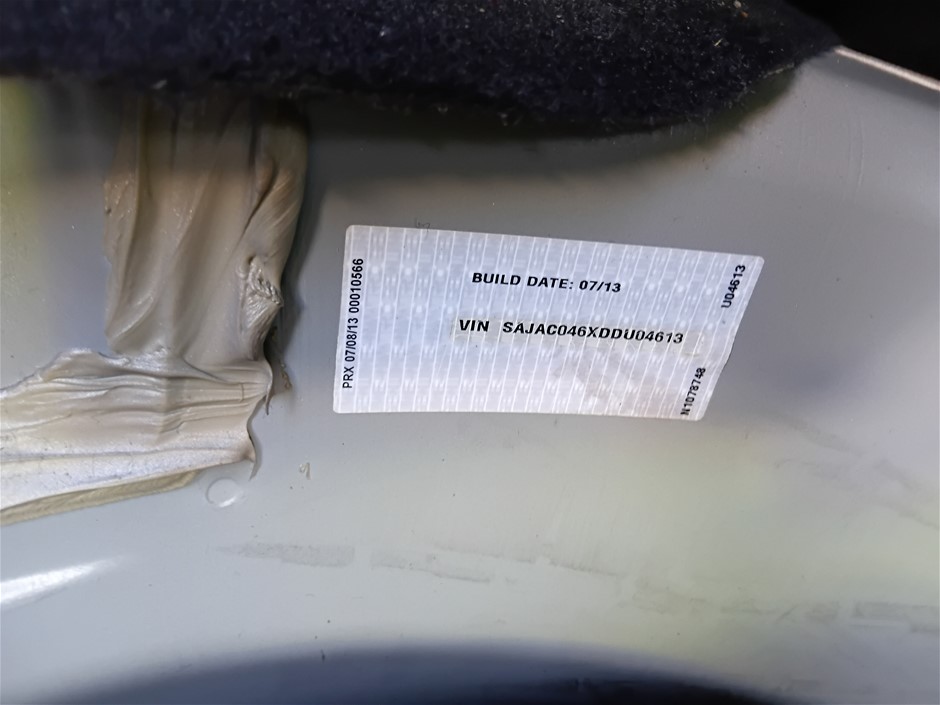 BUILD DATE: 07/13
VIN SAJAC046XDDU04613
PRX 07/08/13 00010566
U04613
N1078748